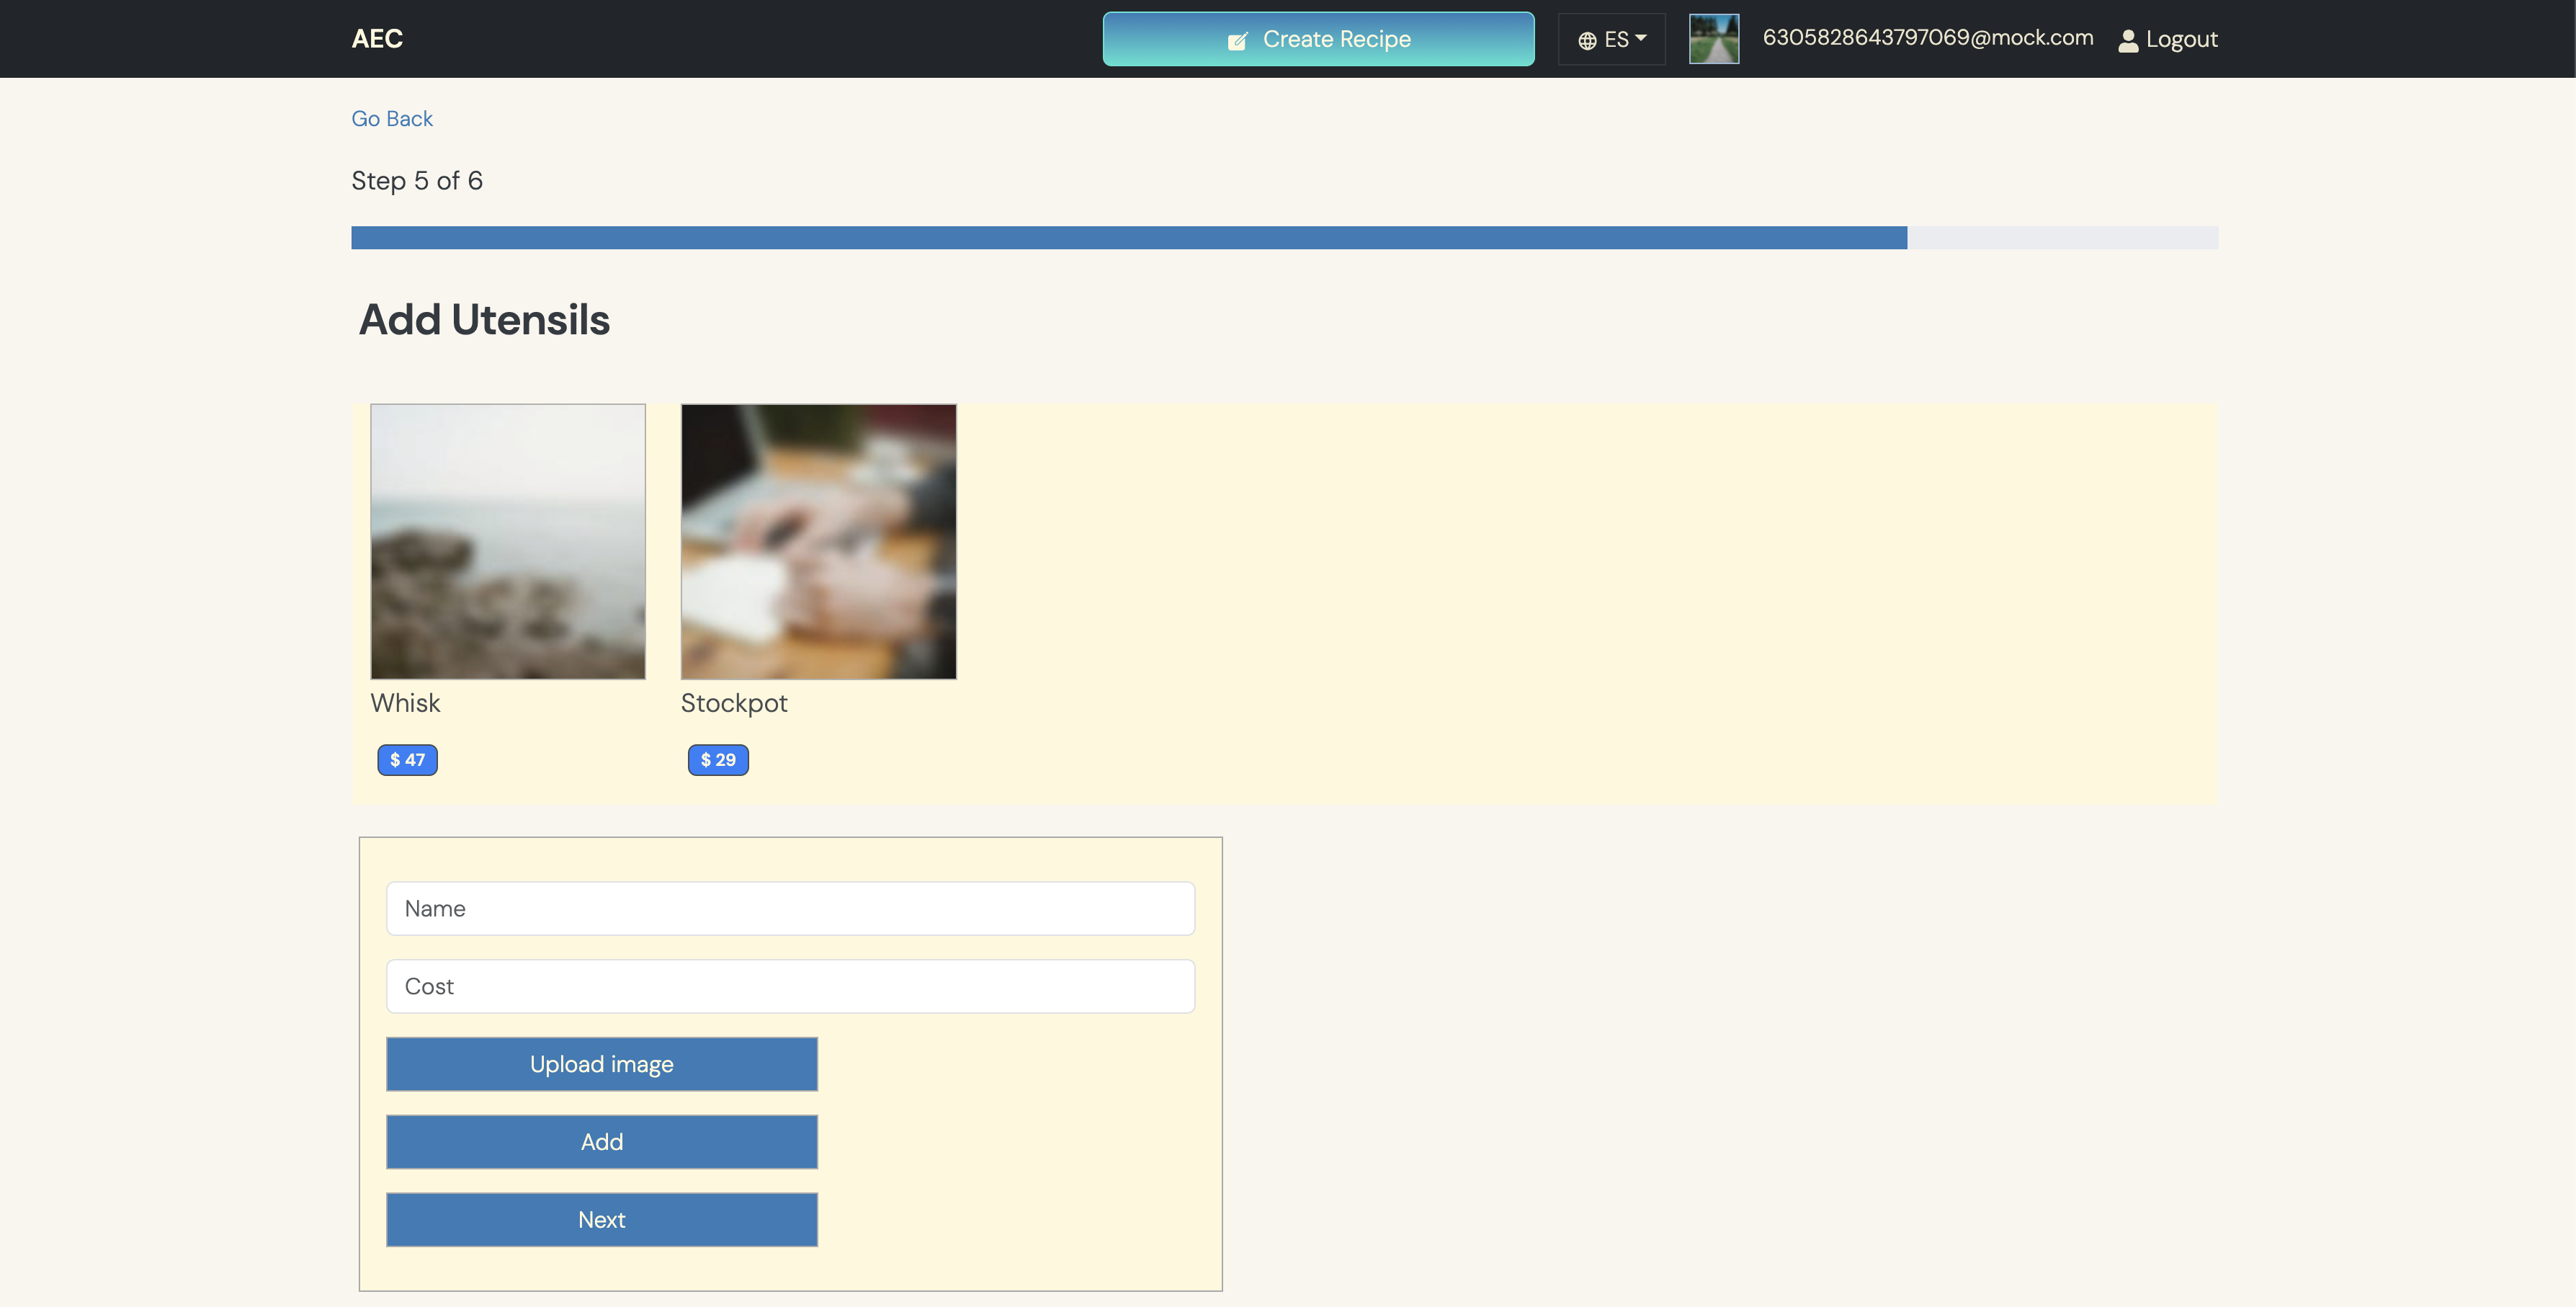 AEC
Create Recipe
ES
6305828643797069@mock.com
Logout
Go Back
Step 5 of 6
Add Utensils
Whisk
Stockpot
$ 47
$ 29
Name
Cost
Upload image
Add
Next